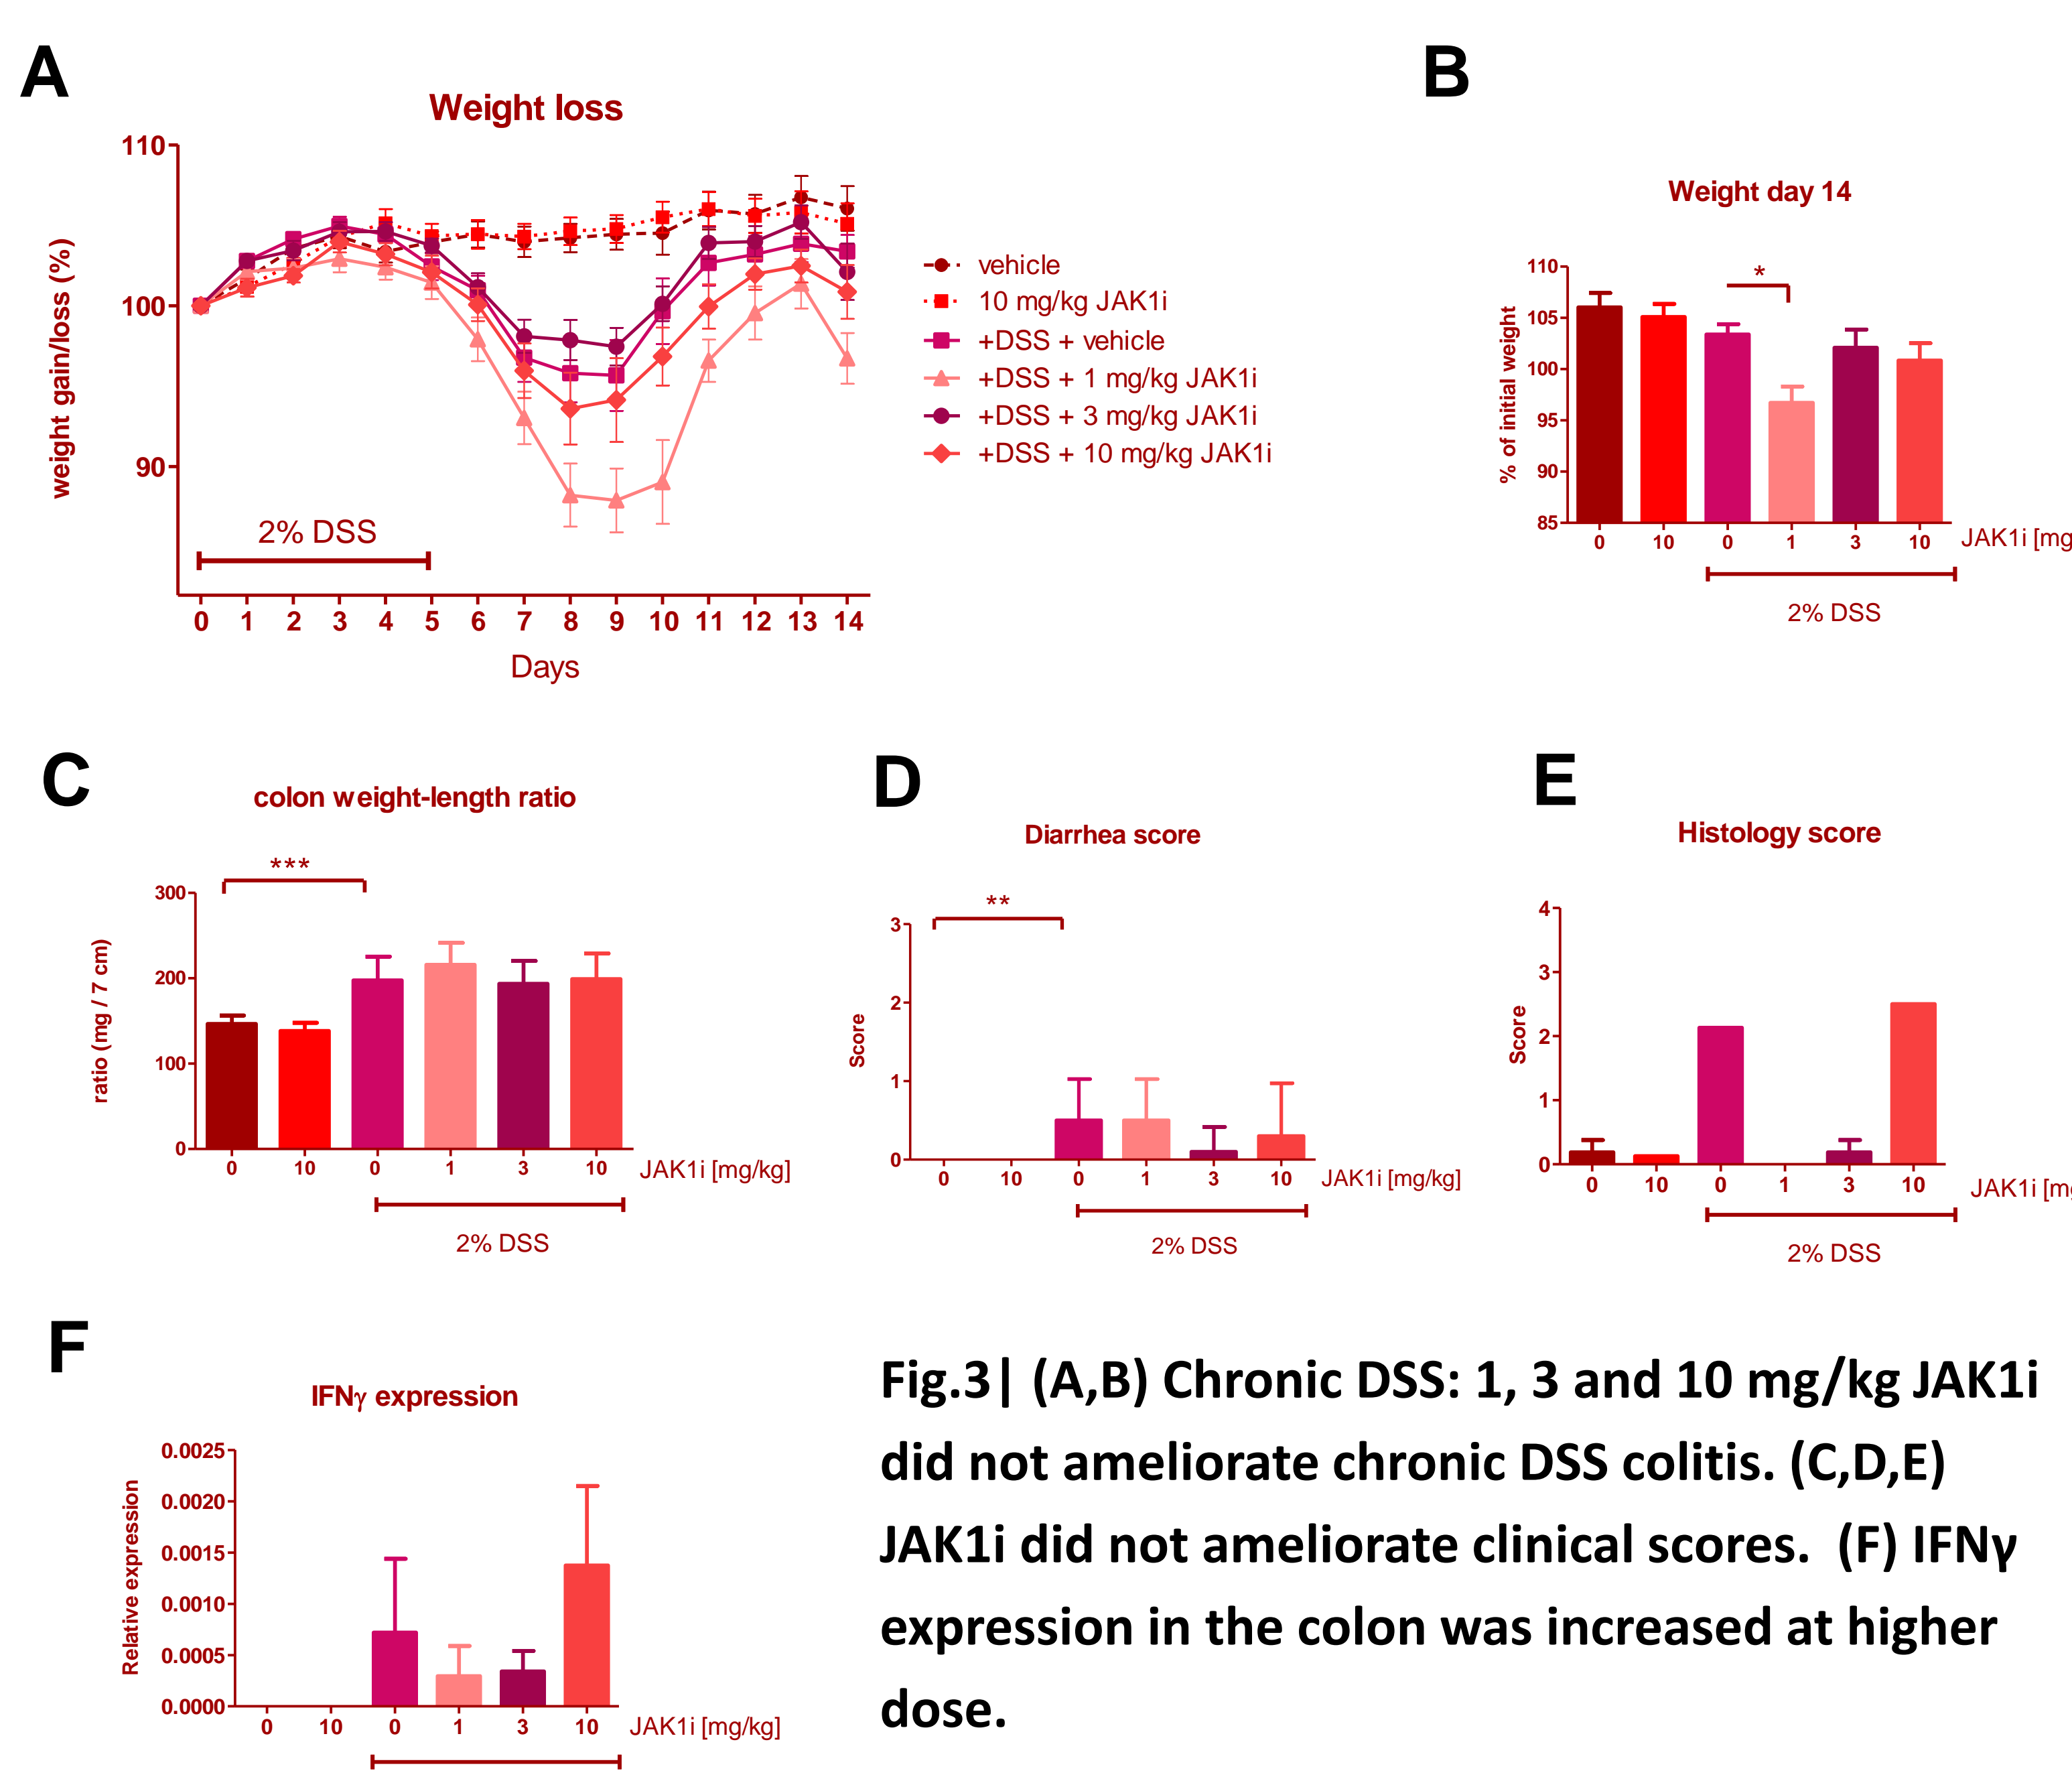 A
Weight loss
weight gain/loss (%)
110
100
90
2% DSS
0 1 2 3 4 5 6 7 8 9 10 11 12 13 14
Days
vehicle
10 mg/kg JAK1i
+DSS + vehicle
+DSS + 1 mg/kg JAK1i
+DSS + 3 mg/kg JAK1i
+DSS + 10 mg/kg JAK1i
B
Weight day 14
% of initial weight
110
105
100
95
90
85
*
0 10 0 1 3 10 JAK1i [mg
2% DSS
C
colon weight-length ratio
ratio (mg / 7 cm)
***
300
200
100
0
0 10 0 1 3 10 JAK1i [mg/kg]
2% DSS
D
Diarrhea score
Score
**
3
2
1
0
0 10 0 1 3 10 JAK1i [mg/kg]
2% DSS
E
Histology score
Score
4
3
2
1
0
0 10 0 1 3 10 JAK1i [m
2% DSS
F
IFNγ expression
Relative expression
0.0025
0.0020
0.0015
0.0010
0.0005
0.0000
0 10 0 1 3 10 JAK1i [mg/kg]
Fig.3| (A,B) Chronic DSS: 1, 3 and 10 mg/kg JAK1i
did not ameliorate chronic DSS colitis. (C,D,E)
JAK1i did not ameliorate clinical scores. (F) IFNγ
expression in the colon was increased at higher
dose.